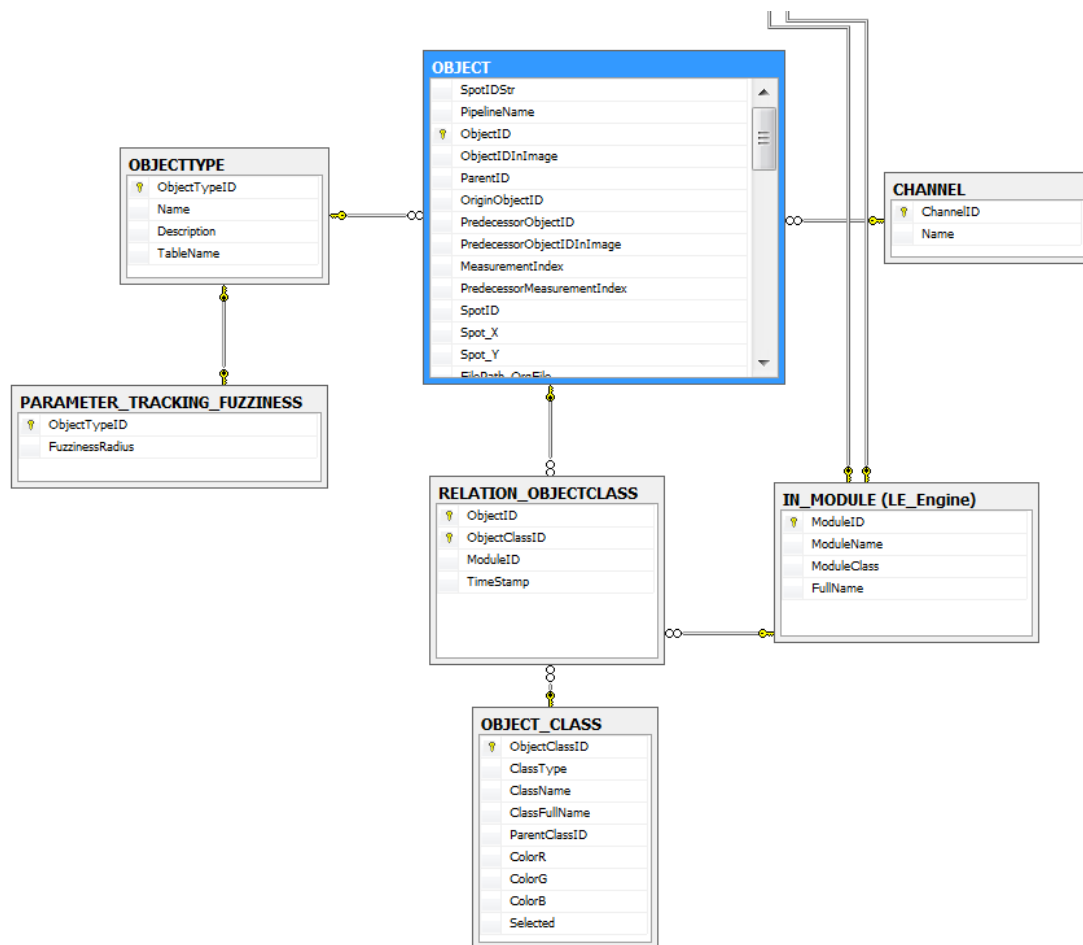 OBJECT
SpotIDStr
PipelineName
ObjectID
ObjectIDInImage
ParentID
OriginObjectID
PredecessorObjectID
PredecessorObjectIDInImage
MeasurementIndex
PredecessorMeasurementIndex
SpotID
Spot_X
Spot_Y
FilePath_OrgFile
OBJECTTYPE
ObjectTypeID
Name
Description
TableName
CHANNEL
ChannelID
Name
PARAMETER_TRACKING_FUZZINESS
ObjectTypeID
FuzzinessRadius
RELATION_OBJECTCLASS
ObjectID
ObjectClassID
ModuleID
TimeStamp
IN_MODULE (LE_Engine)
ModuleID
ModuleName
ModuleClass
FullName
OBJECT_CLASS
ObjectClassID
ClassType
ClassName
ClassFullName
ParentClassID
ColorR
ColorG
ColorB
Selected